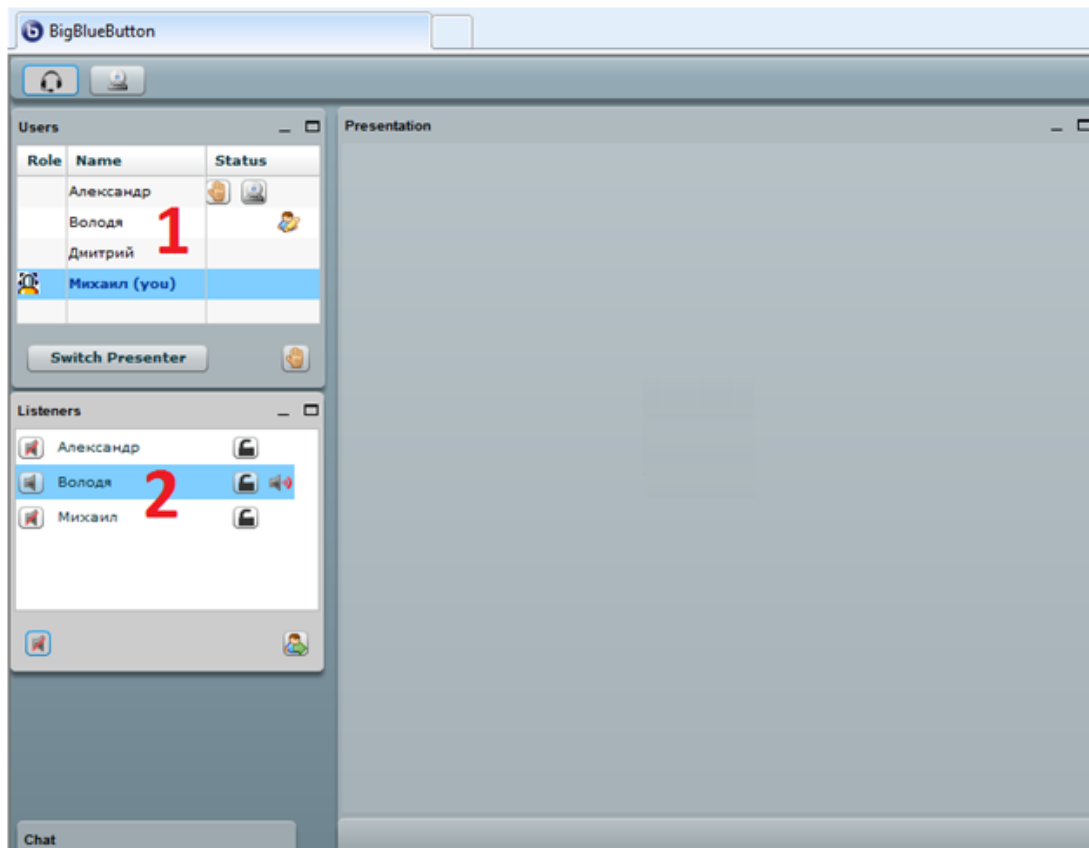 BigBlueButton
Users
Role Name Status
Александр
Володя
1
Дмитрий
Михаил (you)
Switch Presenter
Listeners
Александр
Володя
2
Михаил
Chat
Presentation